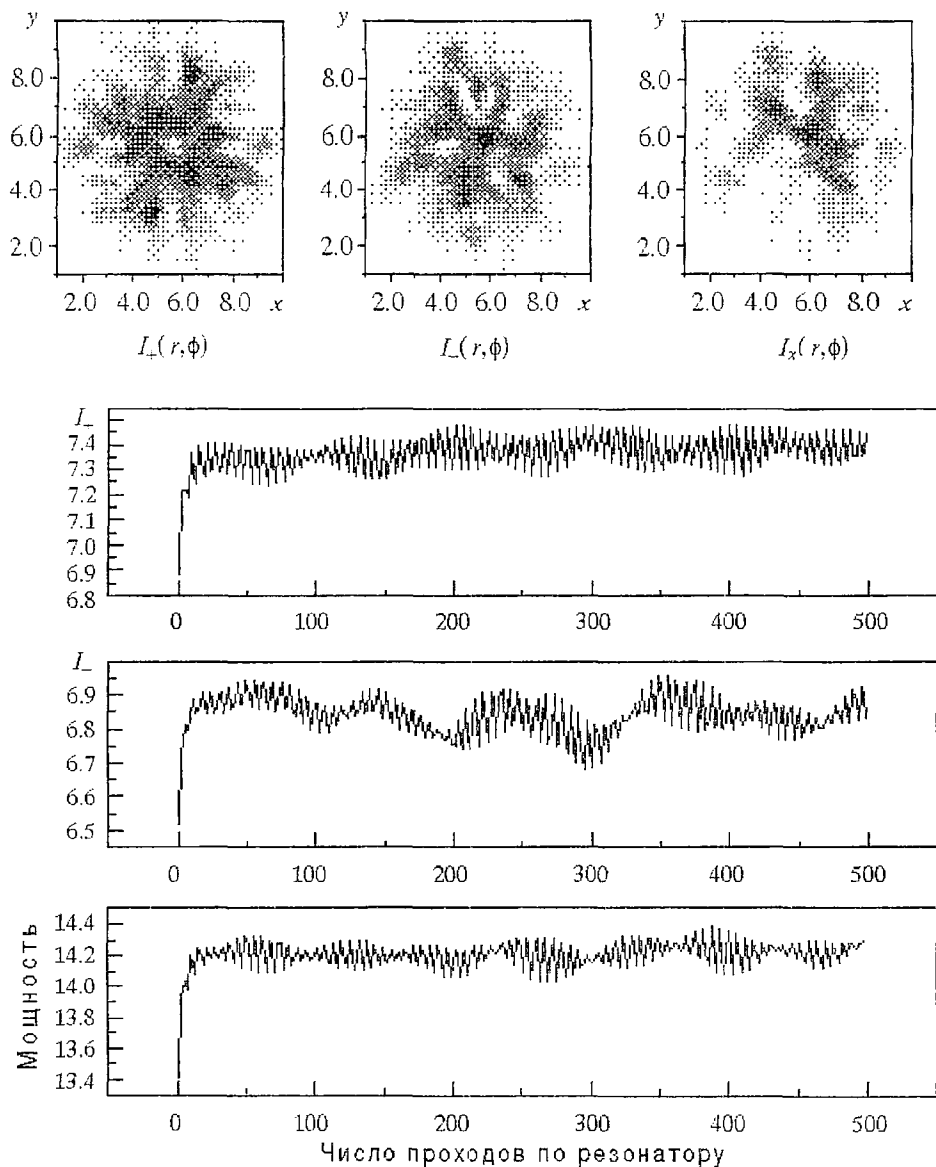 y y y
8.0 8.0 8.0
6.0 6.0 6.0
4.0 4.0 4.0
2.0 2.0 2.0
2.0 4.0 6.0 8.0 x 2.0 4.0 6.0 8.0 x 2.0 4.0 6.0 8.0 x
I₊(r,ϕ) I₋(r,ϕ) Iₓ(r,ϕ)
I₊
7.4
7.3
7.2
7.1
7.0
6.9
6.8
0 100 200 300 400 500
I₋
6.9
6.8
6.7
6.6
6.5
0 100 200 300 400 500
Мощность
14.4
14.2
14.0
13.8
13.6
13.4
0 100 200 300 400 500
Число проходов по резонатору